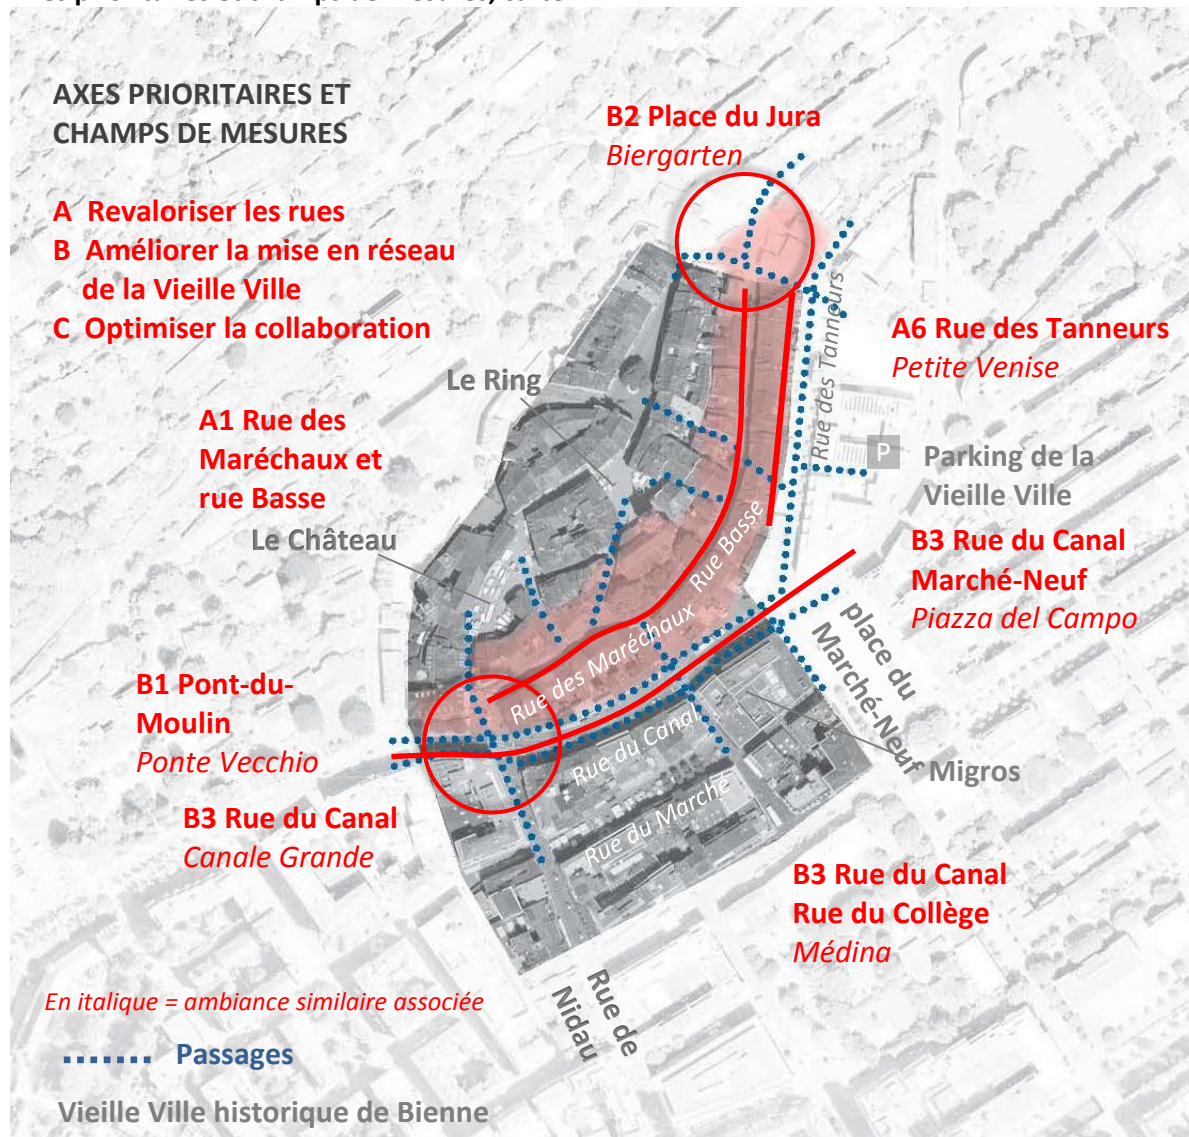 AXES PRIORITAIRES ET
CHAMPS DE MESURES
A Revaloriser les rues
B Améliorer la mise en réseau
de la Vieille Ville
C Optimiser la collaboration
B2 Place du Jura
Biergarten
A6 Rue des Tanneurs
Petite Venise
Rue des Tanneurs
Le Ring
A1 Rue des
Maréchaux et
rue Basse
P
Parking de la
Vieille Ville
Le Château
B3 Rue du Canal
Marché-Neuf
Piazza del Campo
Rue Basse
Rue des Maréchaux
place du
Marché-Neuf
B1 Pont-du-
Moulin
Ponte Vecchio
Rue du Canal
Migros
Rue du Marché
B3 Rue du Canal
Canale Grande
B3 Rue du Canal
Rue du Collège
Médina
Rue de
Nidau
En italique = ambiance similaire associée
Passages
Vieille Ville historique de Bienne